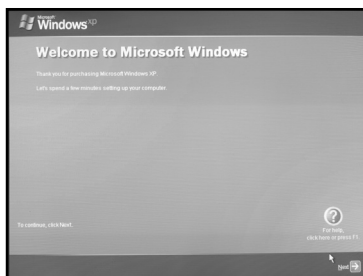 Microsoft
Windows xp
Welcome to Microsoft Windows
Thank you for purchasing Microsoft Windows XP.
Let's spend a few minutes setting up your computer.
To continue, click Next.
For help,
click here or press F1.
Next